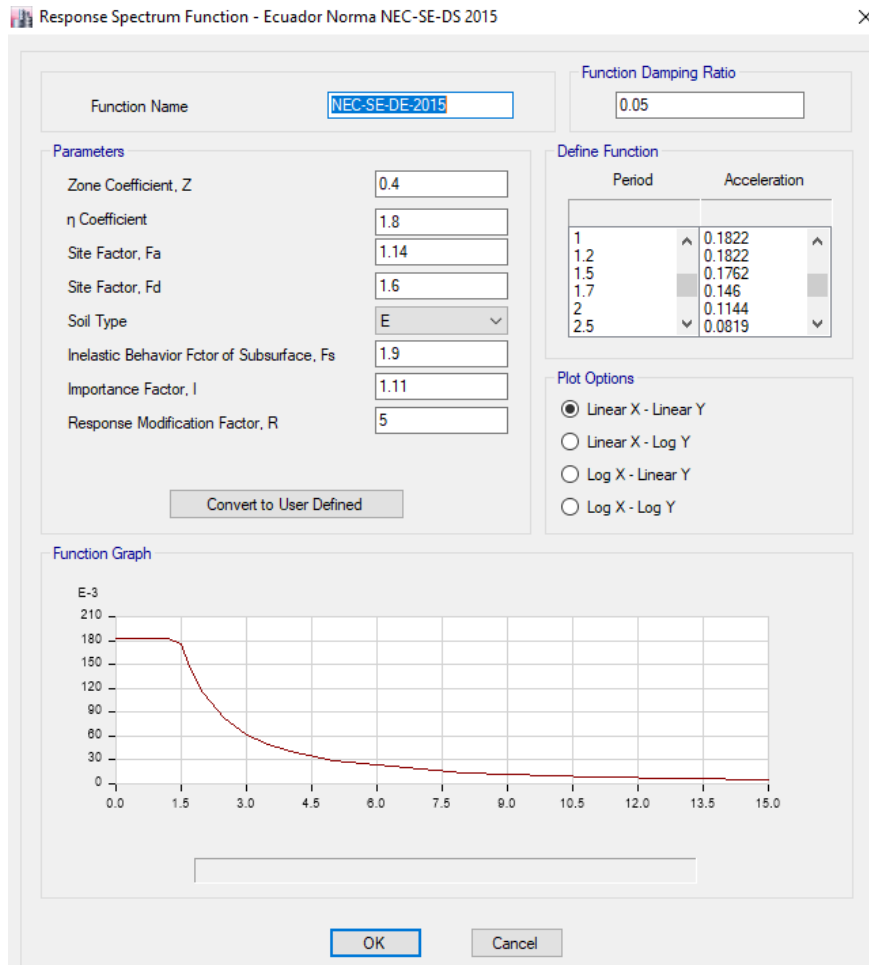 Response Spectrum Function - Ecuador Norma NEC-SE-DS 2015
Function Name
NEC-SE-DE-2015
Function Damping Ratio
0.05
Parameters
Zone Coefficient, Z
0.4
η Coefficient
1.8
Site Factor, Fa
1.14
Site Factor, Fd
1.6
Soil Type
E
Inelastic Behavior Fctor of Subsurface, Fs
1.9
Importance Factor, I
1.11
Response Modification Factor, R
5
Convert to User Defined
Define Function
Period Acceleration
1 0.1822
1.2 0.1822
1.5 0.1762
1.7 0.146
2 0.1144
2.5 0.0819
Plot Options
Linear X - Linear Y
Linear X - Log Y
Log X - Linear Y
Log X - Log Y
Function Graph
E-3
210
180
150
120
90
60
30
0
0.0 1.5 3.0 4.5 6.0 7.5 9.0 10.5 12.0 13.5 15.0
OK Cancel